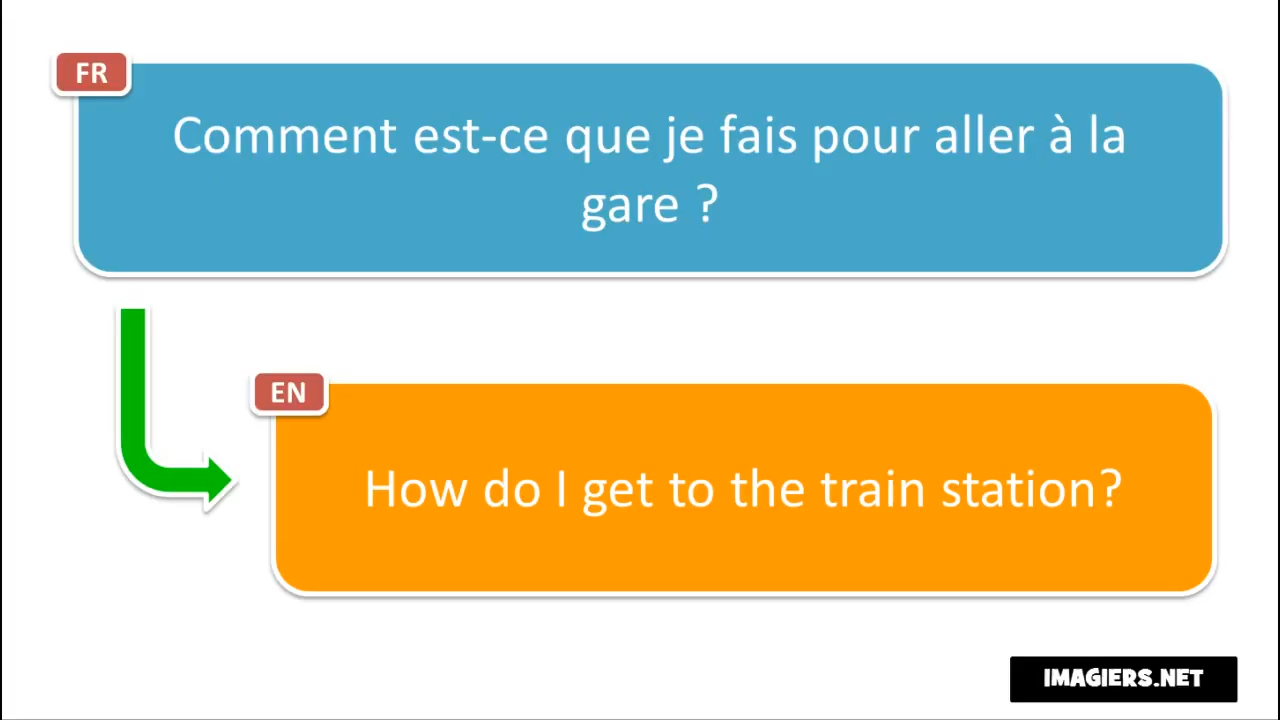 FR
Comment est-ce que je fais pour aller à la
gare ?
EN
How do I get to the train station?
IMAGIERS.NET